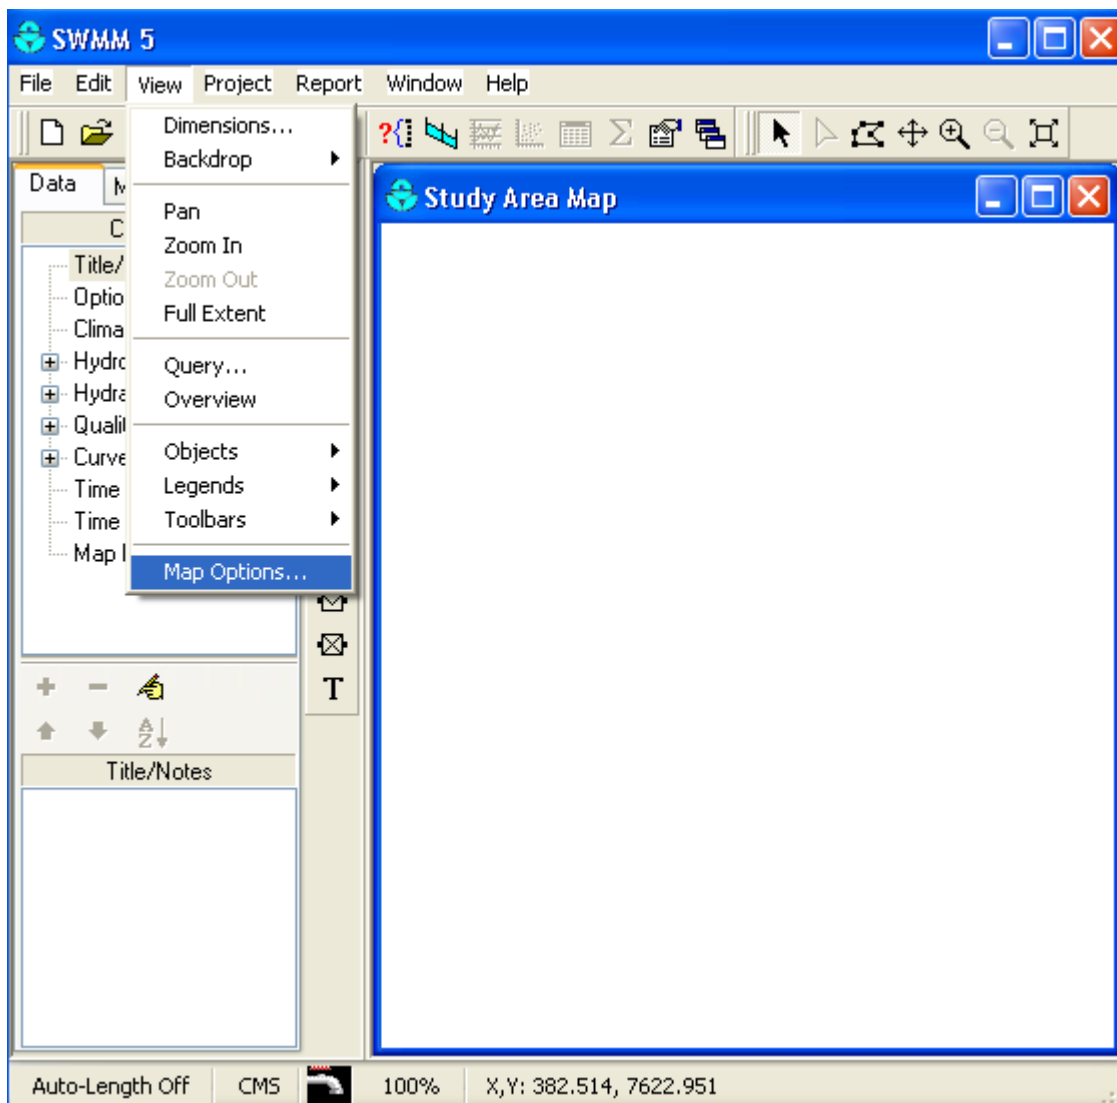 SWMM 5
File Edit View Project Report Window Help
Dimensions...
Backdrop
Pan
Zoom In
Zoom Out
Full Extent
Query...
Overview
Objects
Legends
Toolbars
Map Options...
Data M
C
Title/
Optio
Clima
Hydro
Hydra
Qualit
Curve
Time
Time
Map
T
A
Z
Title/Notes
Study Area Map
Auto-Length Off CMS 100% X,Y: 382.514, 7622.951